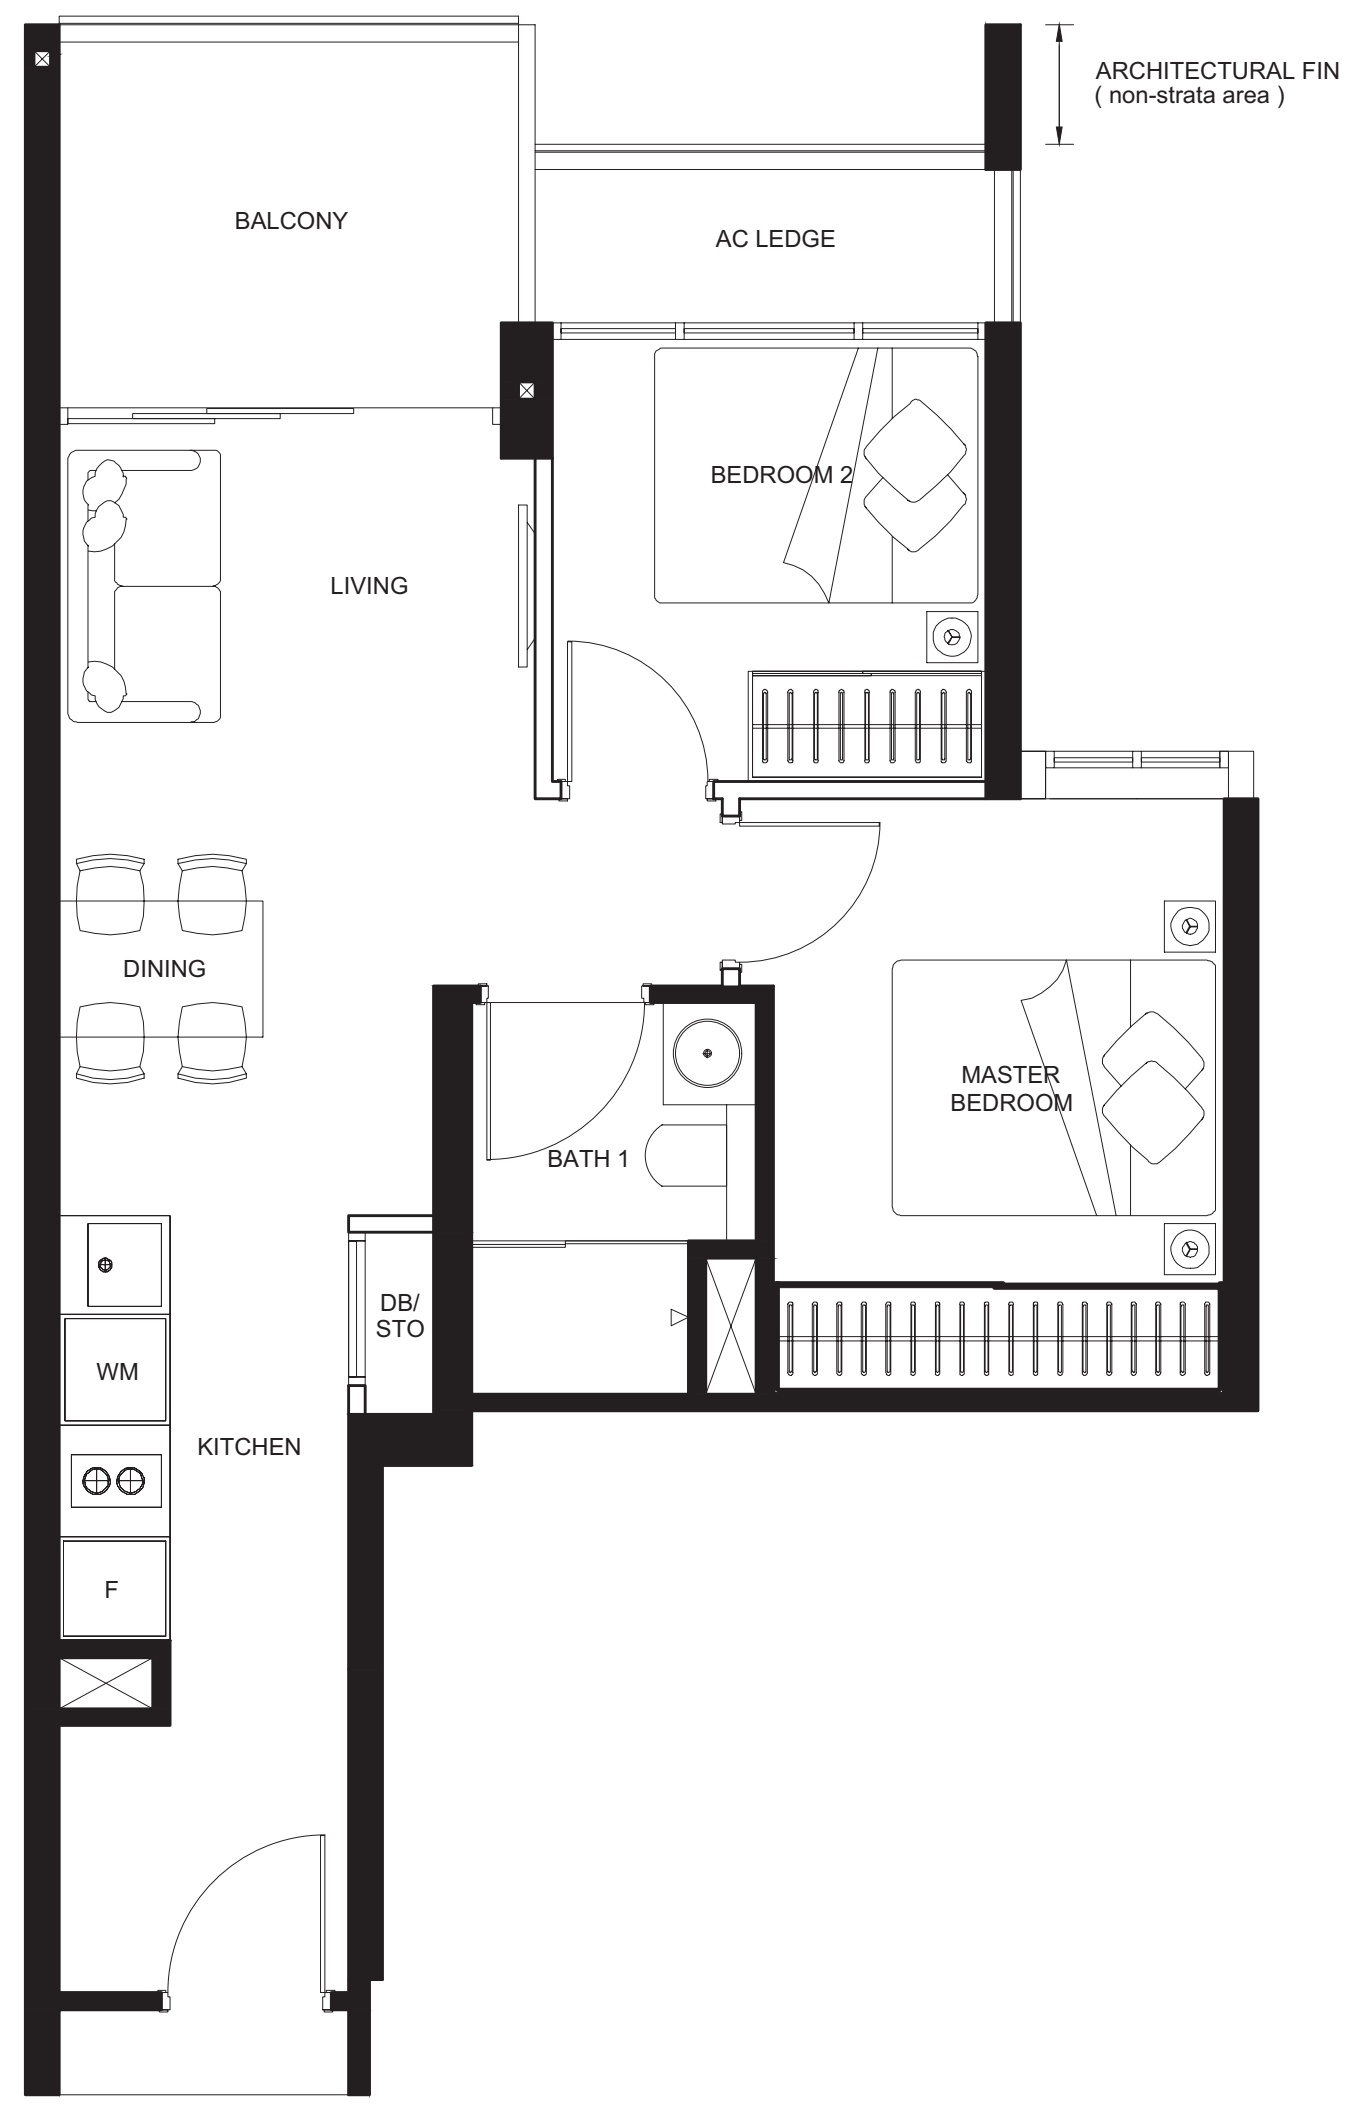 ARCHITECTURAL FIN
( non-strata area )
BALCONY
AC LEDGE
BEDROOM 2
LIVING
DINING
MASTER
BEDROOM
BATH 1
DB/
STO
WM
KITCHEN
F